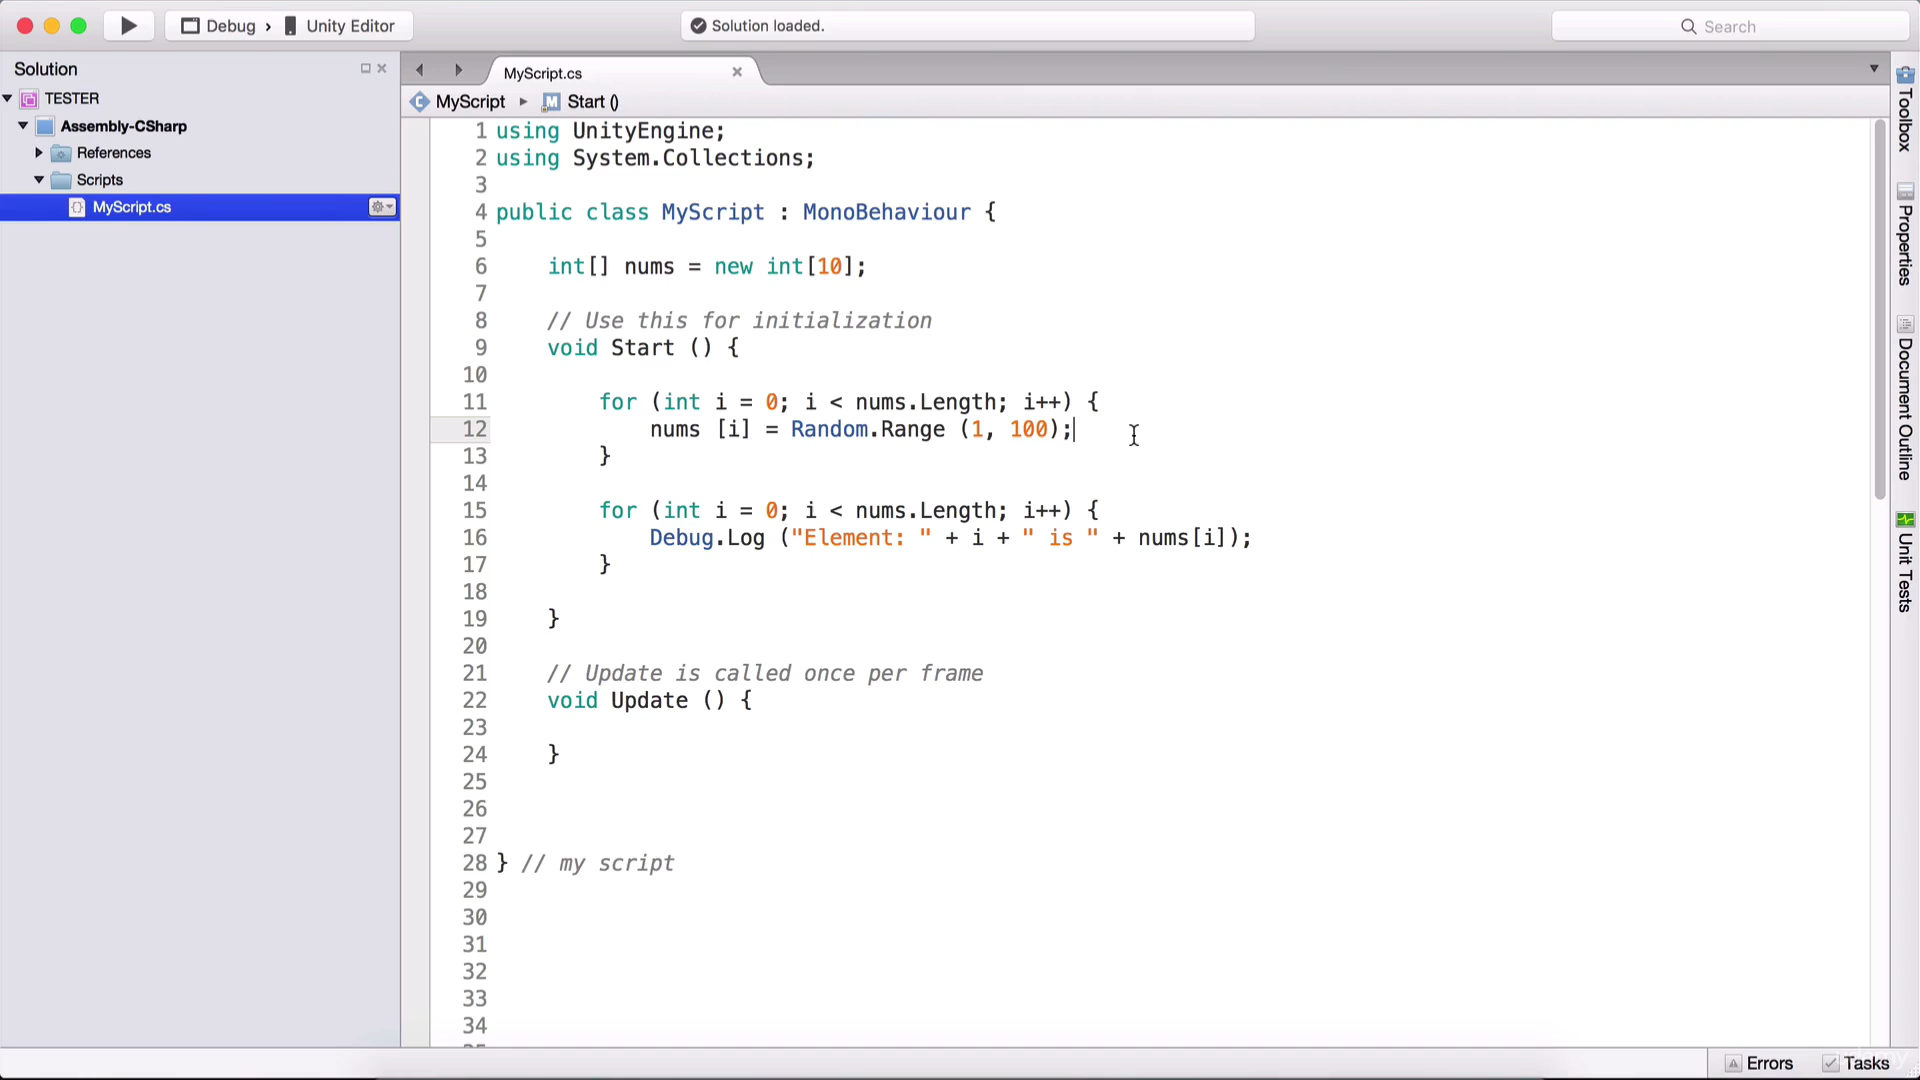 Debug › Unity Editor
Solution loaded.
Search
Solution
TESTER
Assembly-CSharp
References
Scripts
MyScript.cs
MyScript.cs
MyScript ▸ Start ()
1 using UnityEngine;
2 using System.Collections;
3
4 public class MyScript : MonoBehaviour {
5
6 int[] nums = new int[10];
7
8 // Use this for initialization
9 void Start () {
10
11 for (int i = 0; i < nums.Length; i++) {
12 nums [i] = Random.Range (1, 100);
13 }
14
15 for (int i = 0; i < nums.Length; i++) {
16 Debug.Log ("Element: " + i + " is " + nums[i]);
17 }
18
19 }
20
21 // Update is called once per frame
22 void Update () {
23
24 }
25
26
27
28 } // my script
29
30
31
32
33
34
Toolbox
Properties
Document Outline
Unit Tests
Errors
Tasks